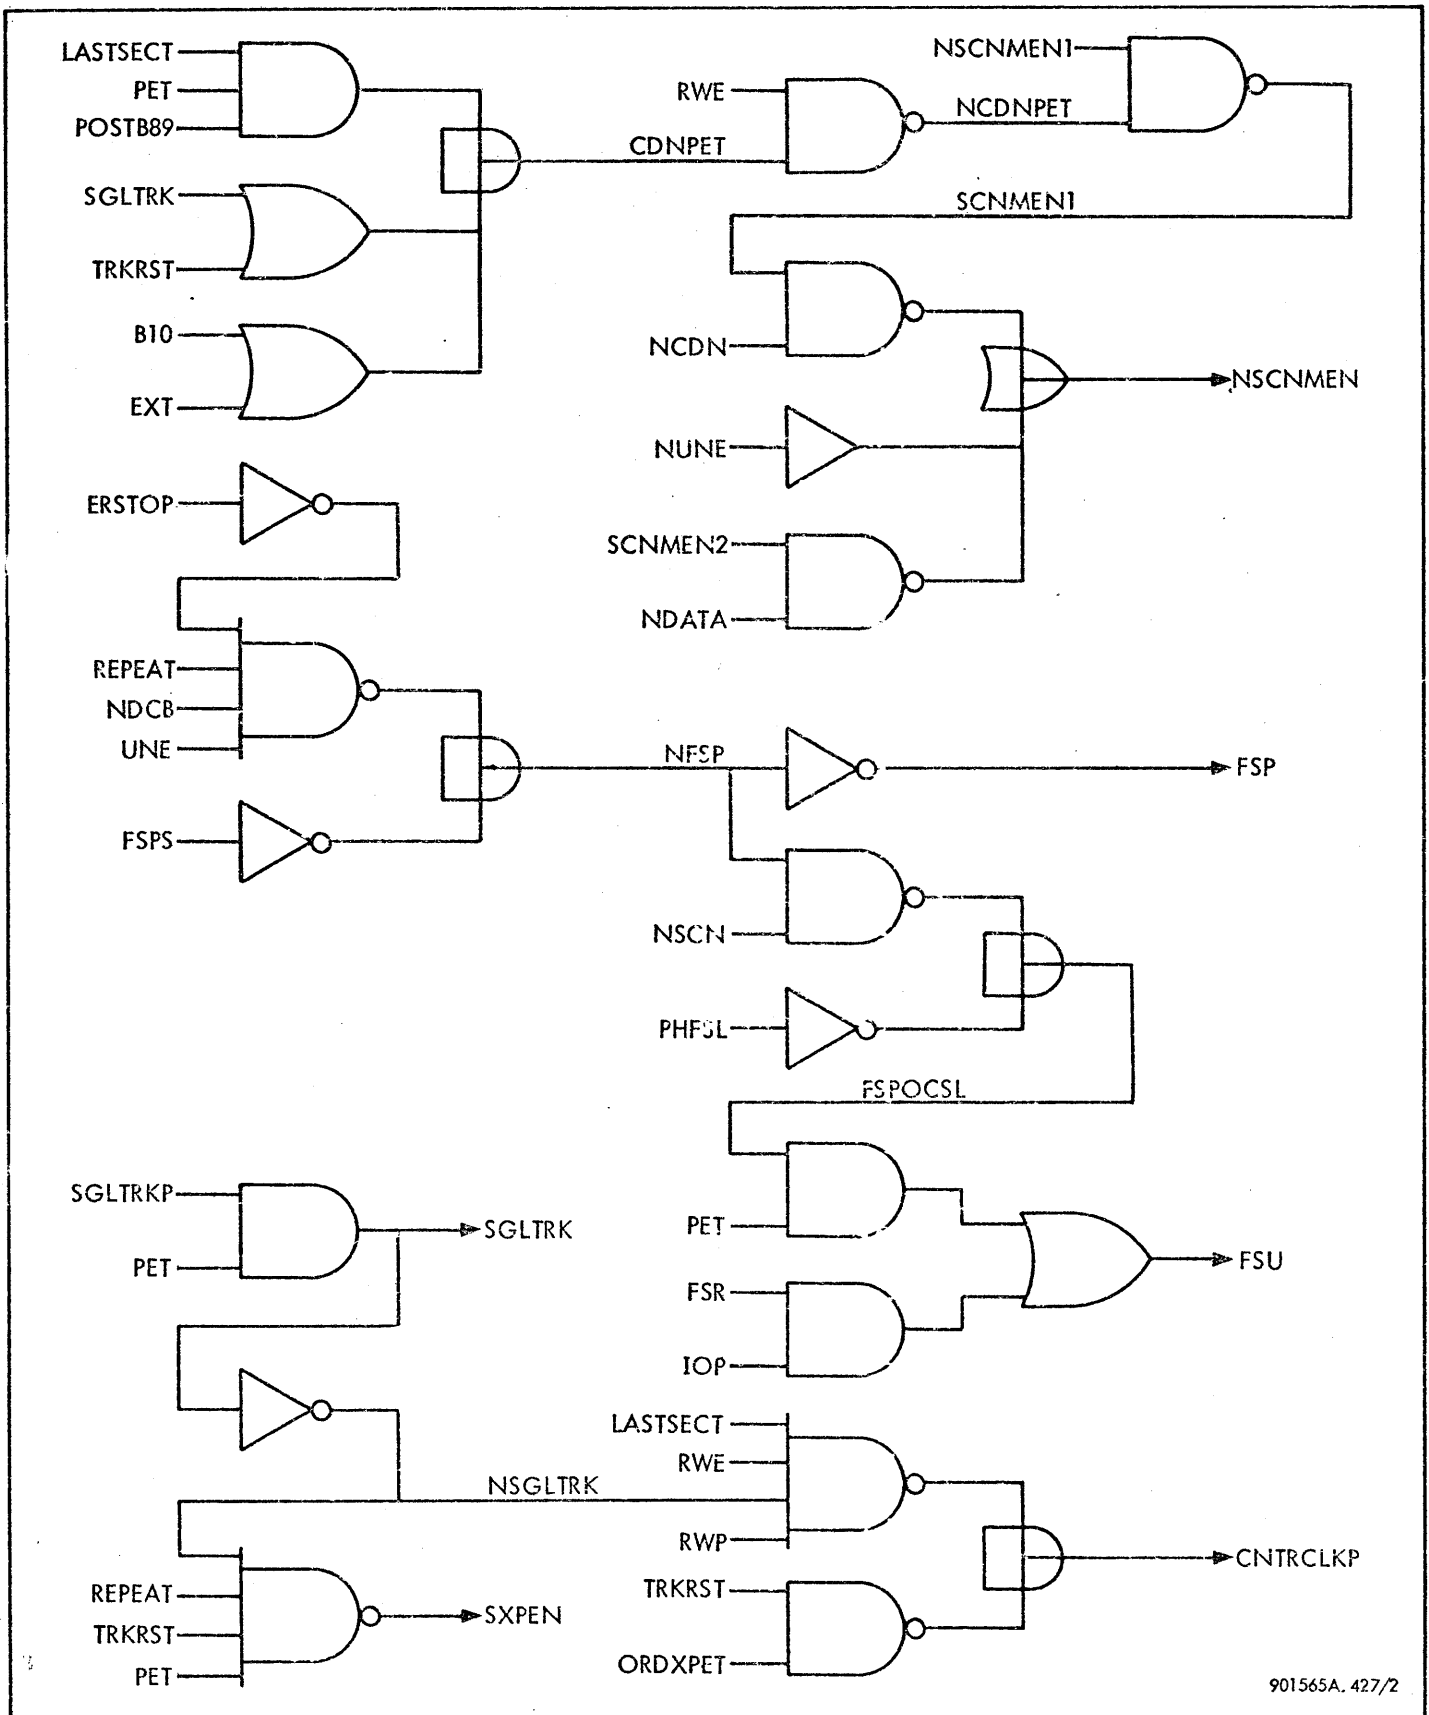 LASTSECT
PET
POSTB89
SGLTRK
TRKRST
B10
EXT
CDNPET
RWE
NCDNPET
NSCNMEN1
SCNMEN1
NCDN
NUNE
SCNMEN2
NDATA
NSCNMEN
ERSTOP
REPEAT
NDCB
UNE
FSPS
NFSP
FSP
NSCN
PHFSL
FSPOCSL
PET
FSR
IOP
FSU
SGLTRKP
PET
SGLTRK
NSGLTRK
REPEAT
TRKRST
PET
SXPEN
LASTSECT
RWE
RWP
TRKRST
ORDXPET
CNTRCLKP
901565A. 427/2